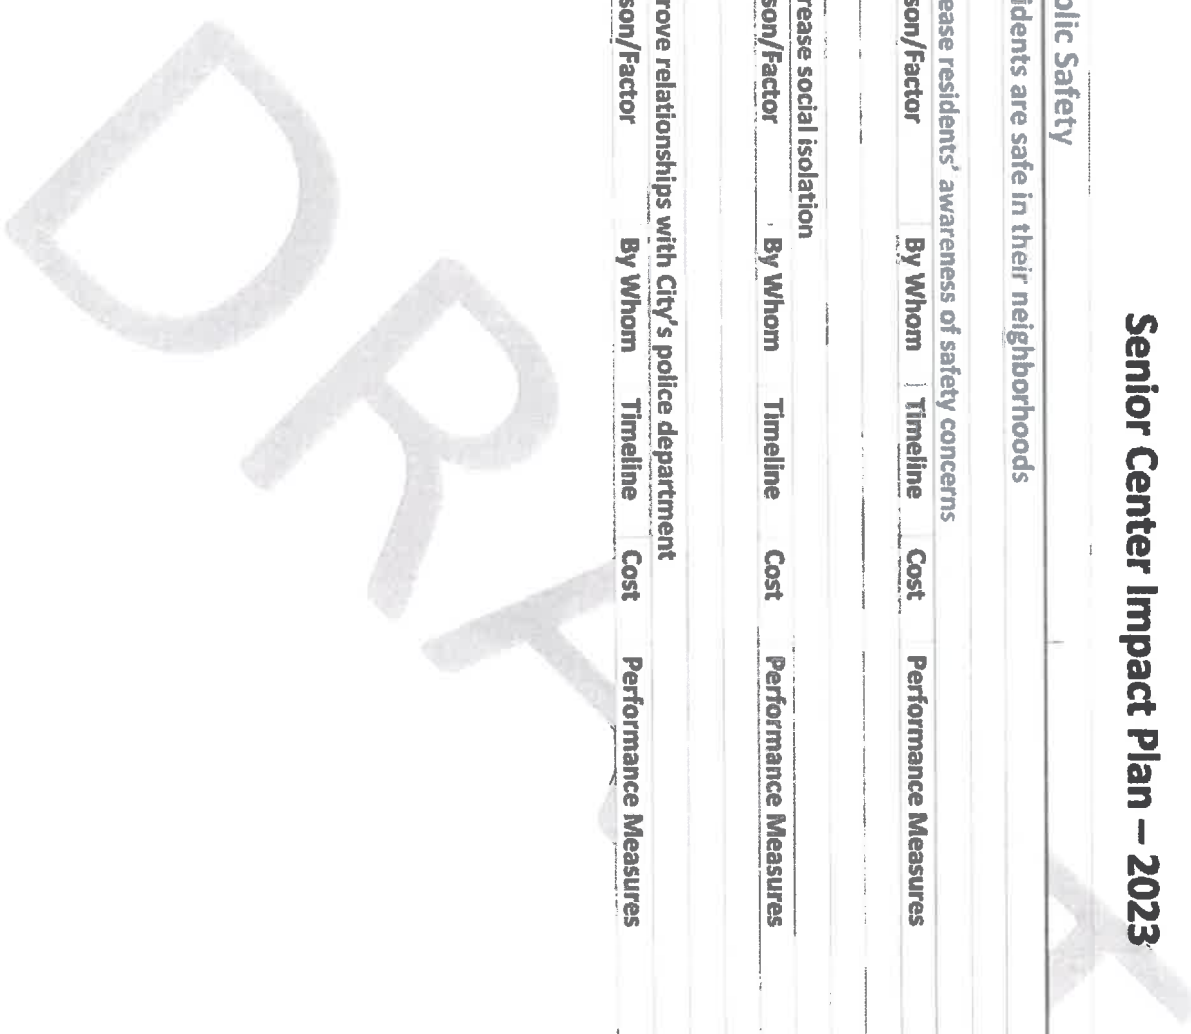 Senior Center Impact Plan – 2023
olic Safety
idents are safe in their neighborhoods
ease residents' awareness of safety concerns
son/Factor By Whom Timeline Cost Performance Measures
rease social isolation
son/Factor By Whom Timeline Cost Performance Measures
rove relationships with City's police department
son/Factor By Whom Timeline Cost Performance Measures
DRA